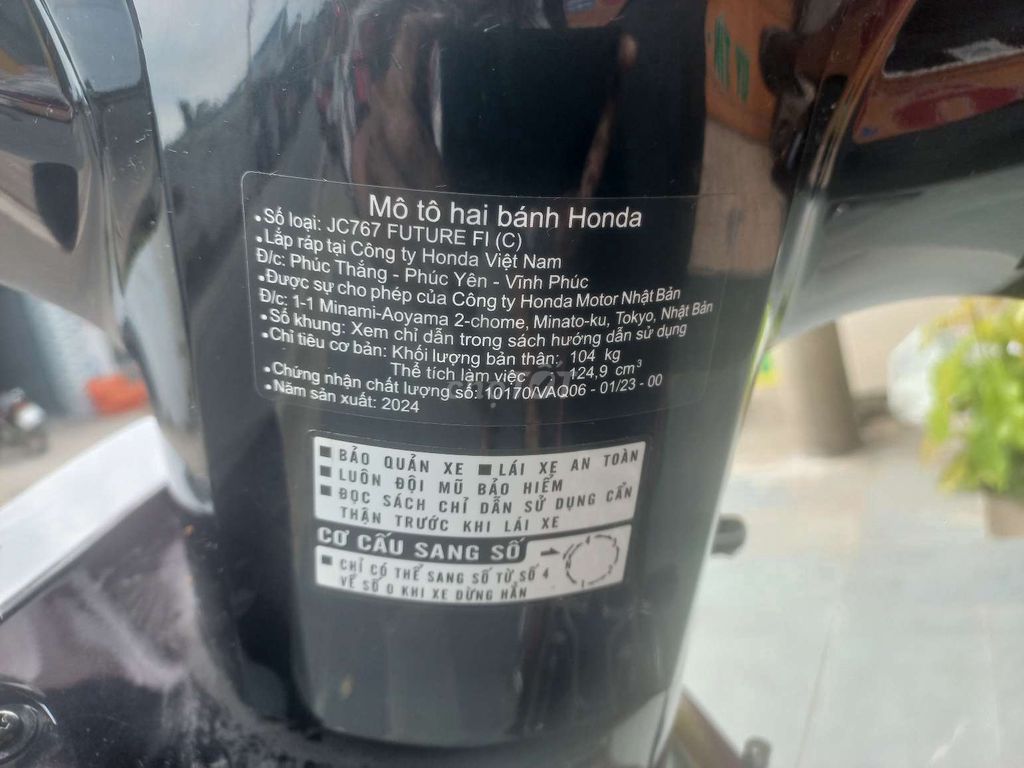 Mô tô hai bánh Honda
•Số loại: JC767 FUTURE FI (C)
•Lắp ráp tại Công ty Honda Việt Nam
Đ/c: Phúc Thắng - Phúc Yên - Vĩnh Phúc
•Được sự cho phép của Công ty Honda Motor Nhật Bản
Đ/c: 1-1 Minami-Aoyama 2-chome, Minato-ku, Tokyo, Nhật Bản
•Số khung: Xem chỉ dẫn trong sách hướng dẫn sử dụng
•Chỉ tiêu cơ bản: Khối lượng bản thân: 104 kg
Thể tích làm việc 124,9 cm³
•Chứng nhận chất lượng số: 10170/VAQ06 - 01/23 - 00
•Năm sản xuất: 2024
■ BẢO QUẢN XE ■ LÁI XE AN TOÀN
■ LUÔN ĐỘI MŨ BẢO HIỂM
■ ĐỌC SÁCH CHỈ DẪN SỬ DỤNG CẨN
THẬN TRƯỚC KHI LÁI XE
CƠ CẤU SANG SỐ
■ CHỈ CÓ THỂ SANG SỐ TỪ SỐ 4
VỀ SỐ 0 KHI XE DỪNG HẲN